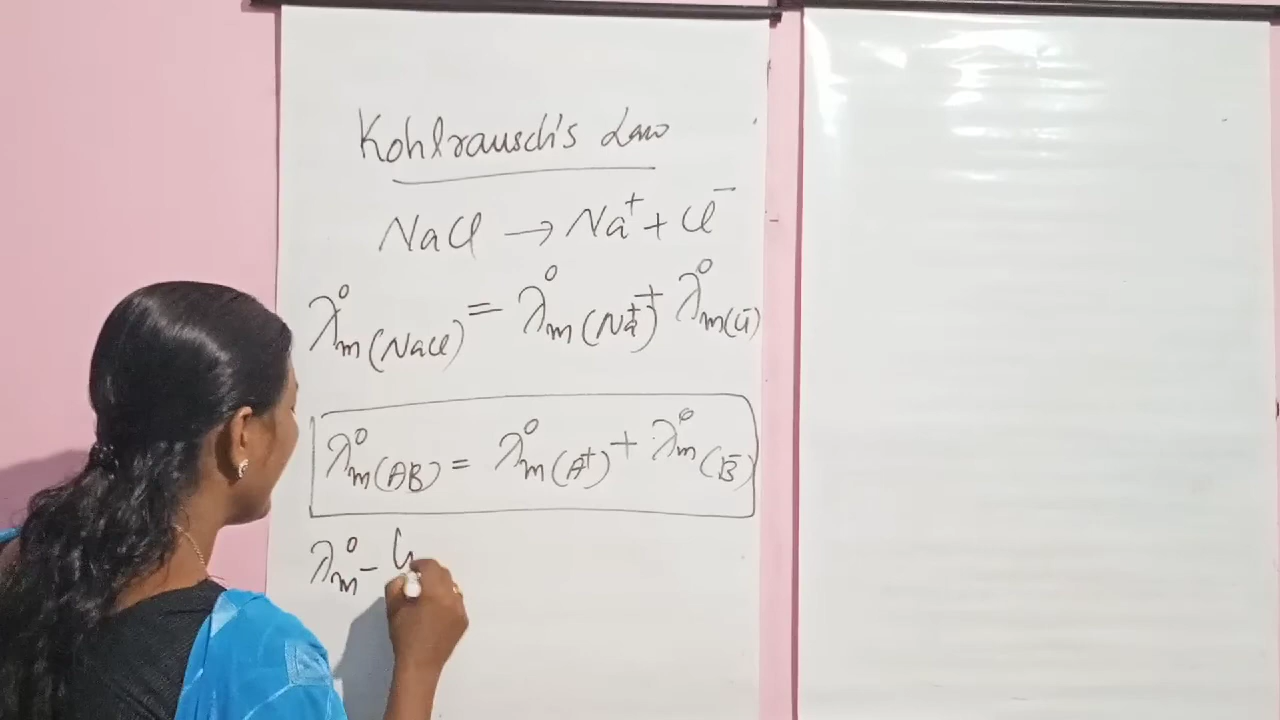 Kohlrausch's Law
NaCl → Na⁺ + Cl⁻
λ°m(NaCl) = λ°m(Na⁺) + λ°m(Cl⁻)
λ°m(AB) = λ°m(A⁺) + λ°m(B⁻)
λ°m –